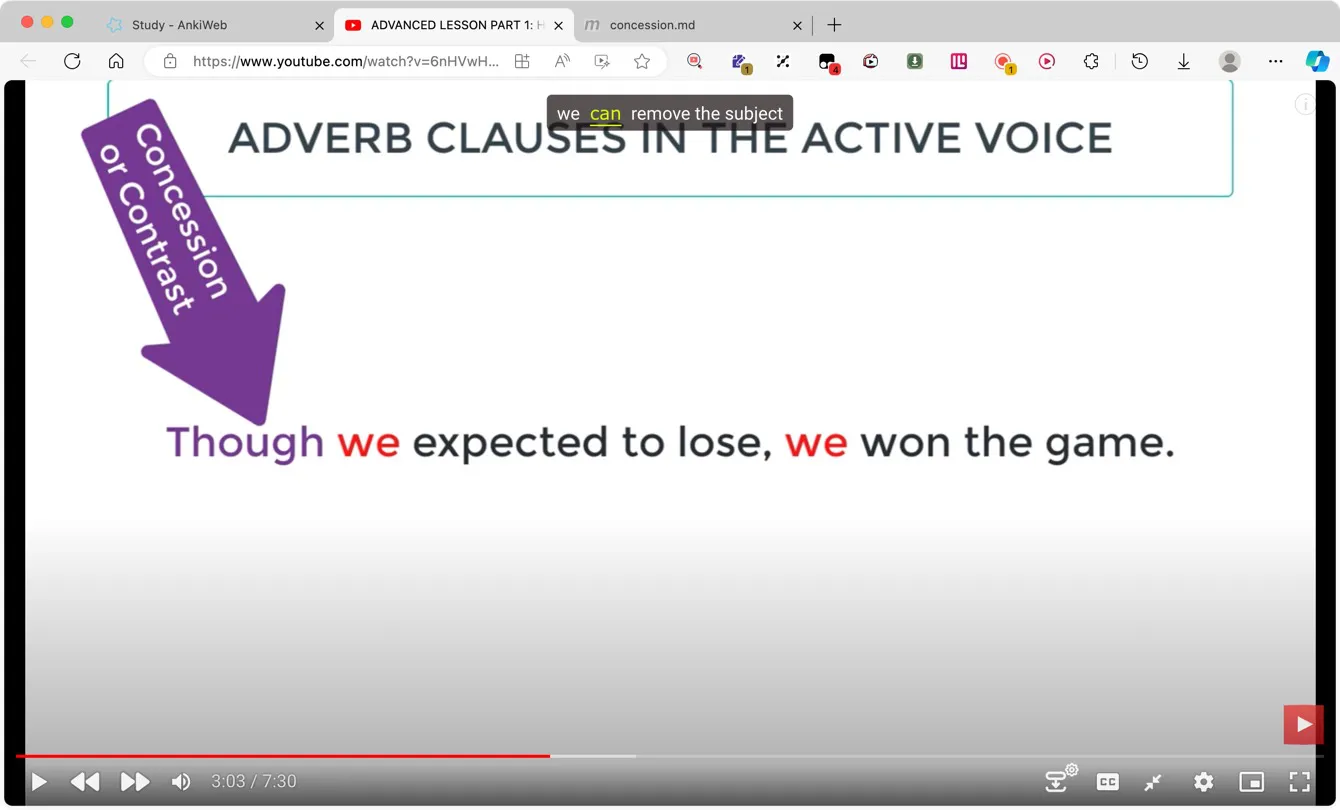 Study - AnkiWeb
ADVANCED LESSON PART 1: H
concession.md
https://www.youtube.com/watch?v=6nHVwH...
1
4
1
we can remove the subject
ADVERB CLAUSES IN THE ACTIVE VOICE
Concession
or Contrast
Though we expected to lose, we won the game.
3:03 / 7:30
CC